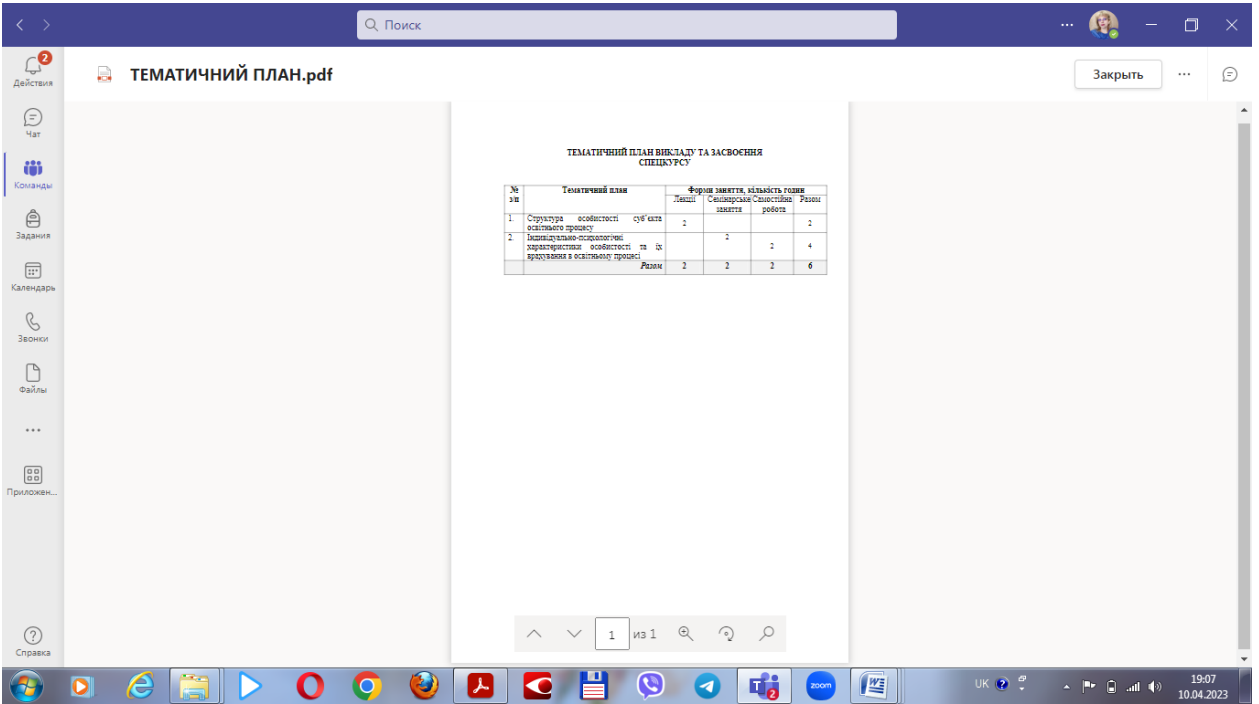 Поиск
2
Действия
ТЕМАТИЧНИЙ ПЛАН.pdf
Закрыть
Чат
Команды
Задания
Календарь
Звонки
Файлы
Приложен...
Справка
ТЕМАТИЧНИЙ ПЛАН ВИКЛАДУ ТА ЗАСВОЄННЯ
СПЕЦКУРСУ
№ Тематичний план Форми заняття, кількість годин
з/п Лекції Семінарське Самостійна Разом
заняття робота
1. Структура особистості суб'єкта
освітнього процесу 2 2
2. Індивідуально-психологічні 2
характеристики особистості та їх 2 4
врахування в освітньому процесі
Разом 2 2 2 6
1 из 1
2
zoom
UK
19:07
10.04.2023